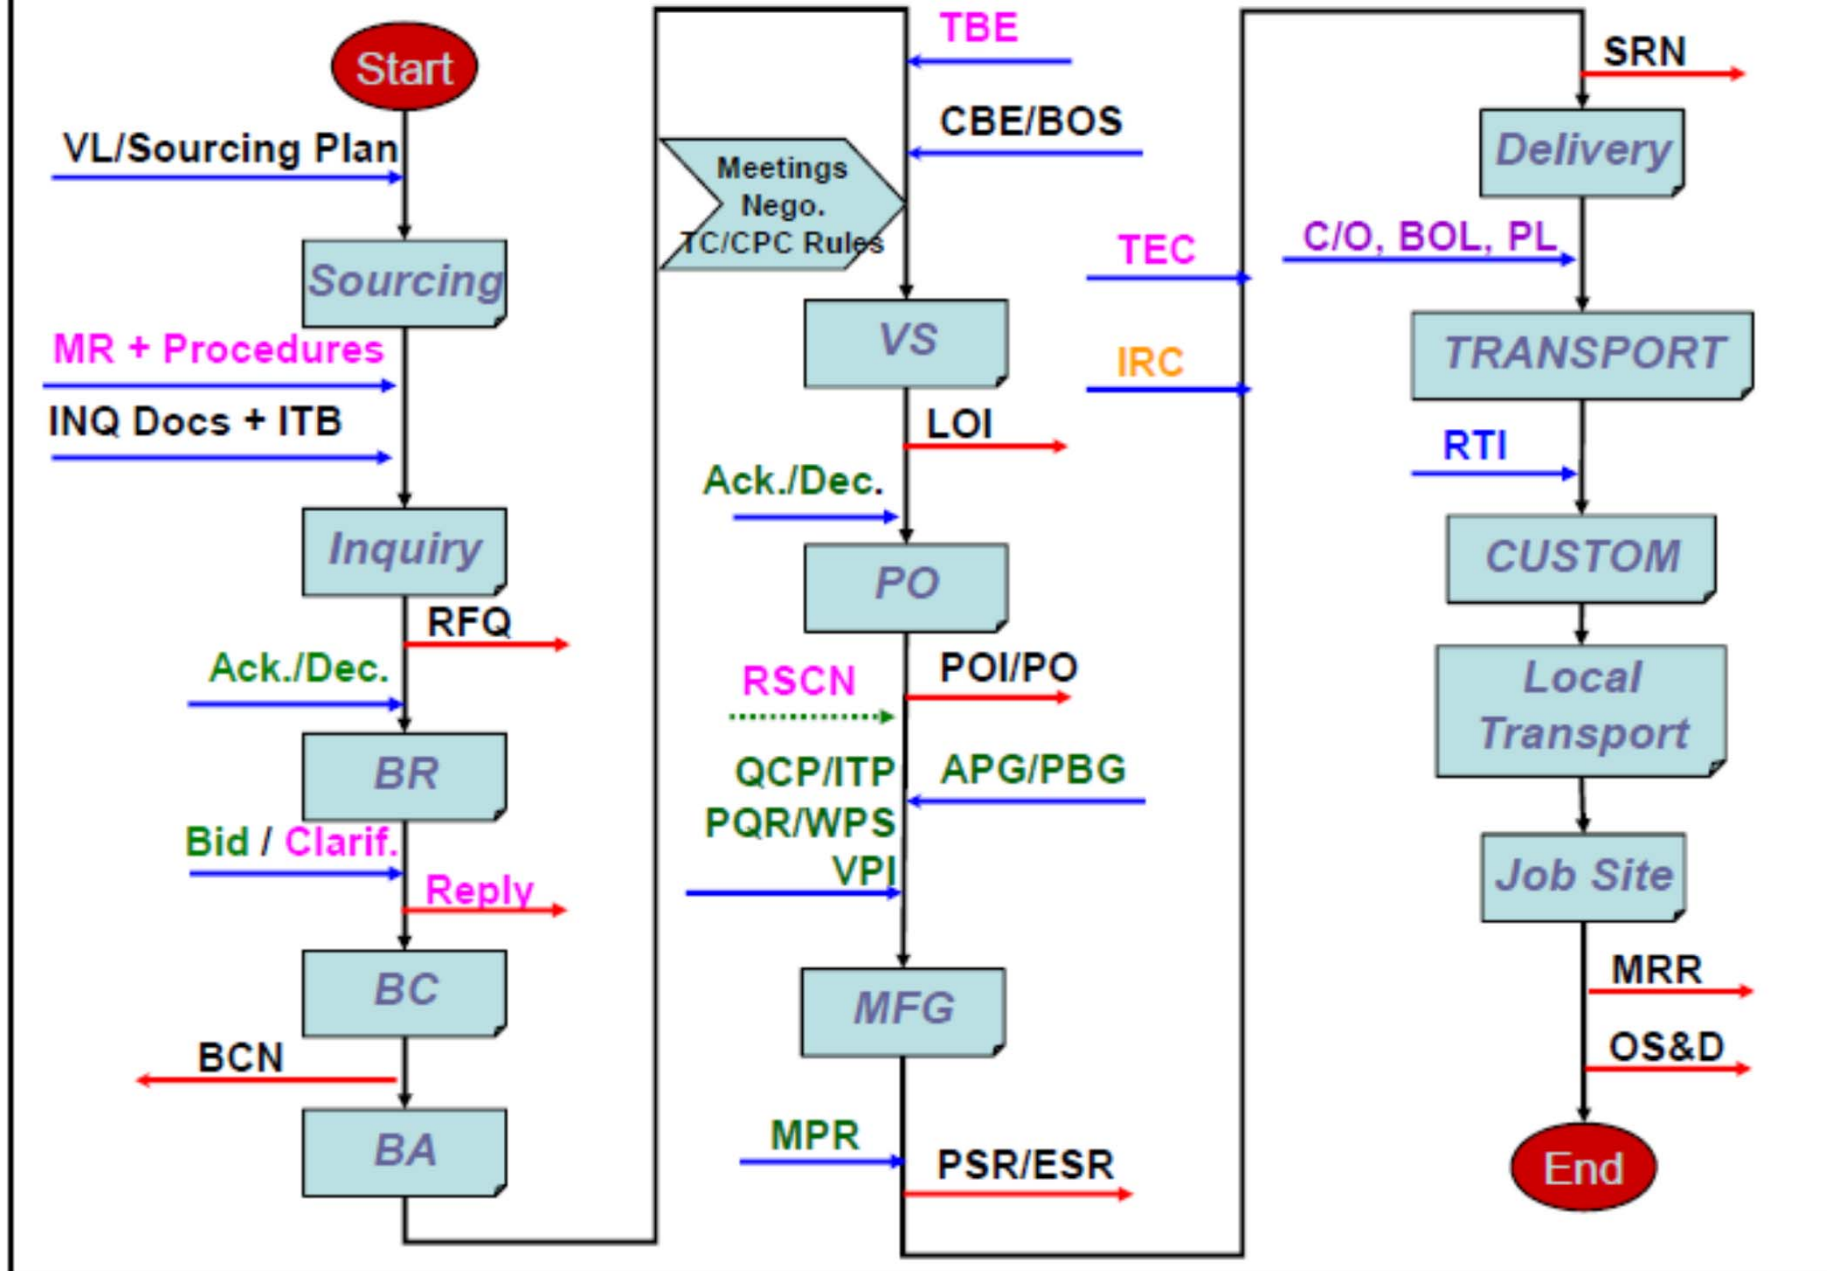 Start
VL/Sourcing Plan
Sourcing
MR + Procedures
INQ Docs + ITB
Inquiry
RFQ
Ack./Dec.
BR
Bid / Clarif.
Reply
BC
BCN
BA
TBE
CBE/BOS
Meetings
Nego.
TC/CPC Rules
VS
LOI
Ack./Dec.
PO
POI/PO
RSCN
QCP/ITP
APG/PBG
PQR/WPS
VPI
MFG
MPR
PSR/ESR
TEC
IRC
SRN
Delivery
C/O, BOL, PL
TRANSPORT
RTI
CUSTOM
Local
Transport
Job Site
MRR
OS&D
End